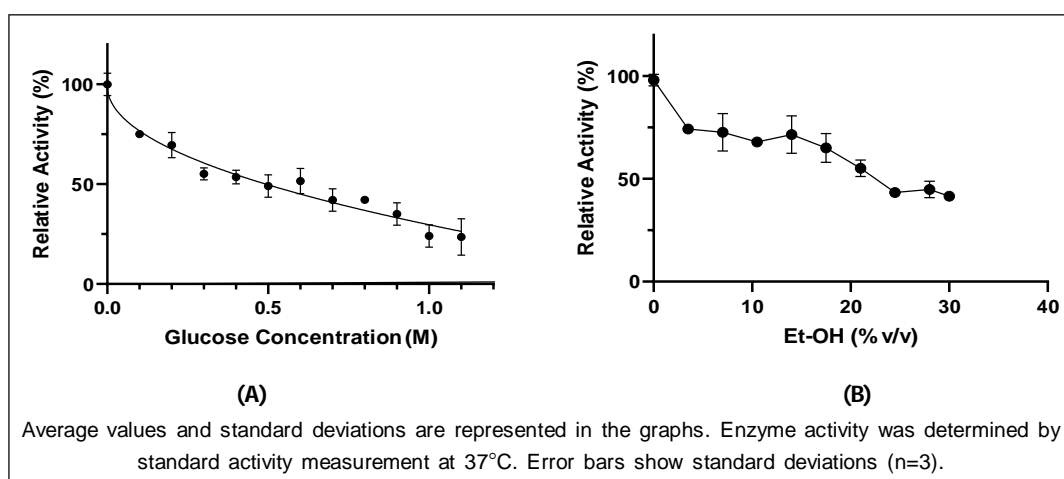 100
50
0
Relative Activity (%)
0.0
0.5
1.0
Glucose Concentration (M)
(A)
100
50
0
Relative Activity (%)
0
10
20
30
40
Et-OH (% v/v)
(B)
Average values and standard deviations are represented in the graphs. Enzyme activity was determined by
standard activity measurement at 37°C. Error bars show standard deviations (n=3).